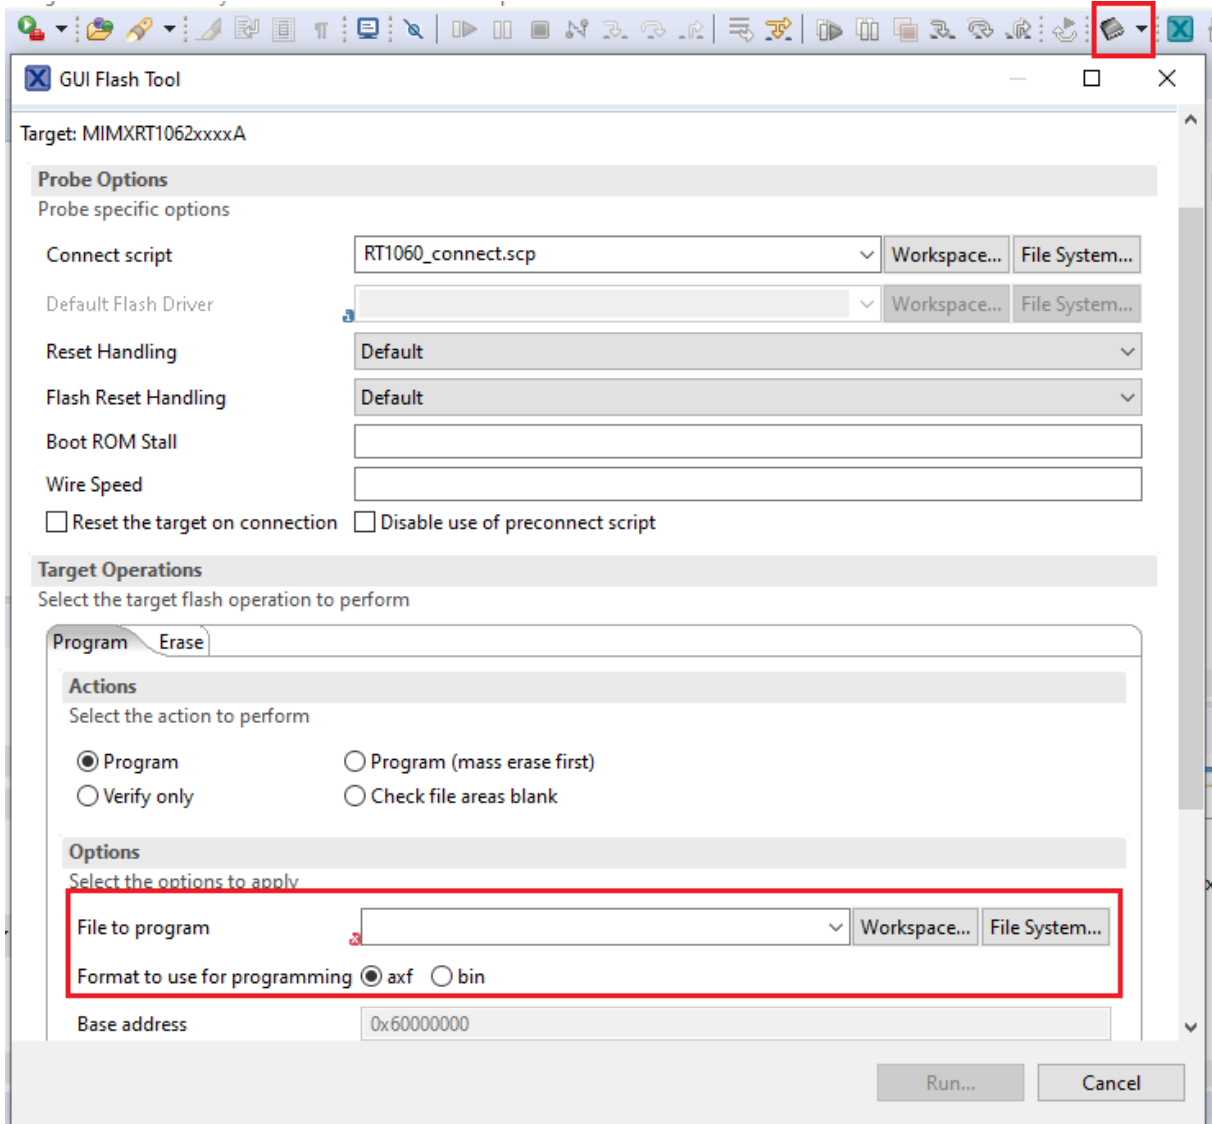 GUI Flash Tool
Target: MIMXRT1062xxxxA
Probe Options
Probe specific options
Connect script RT1060_connect.scp Workspace... File System...
Default Flash Driver Workspace... File System...
Reset Handling Default
Flash Reset Handling Default
Boot ROM Stall
Wire Speed
Reset the target on connection Disable use of preconnect script
Target Operations
Select the target flash operation to perform
Program Erase
Actions
Select the action to perform
Program Program (mass erase first)
Verify only Check file areas blank
Options
Select the options to apply
File to program Workspace... File System...
Format to use for programming axf bin
Base address 0x60000000
Run... Cancel